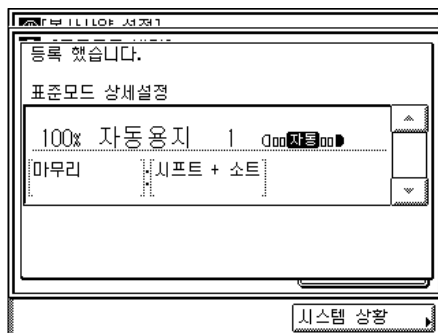 등록 했습니다.
표준모드 상세설정
100% 자동용지 1 자동
마무리 : 시프트 + 소트
시스템 상황